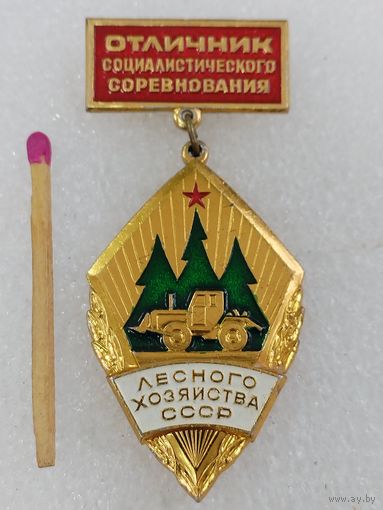 ОТЛИЧНИК
СОЦИАЛИСТИЧЕСКОГО
СОРЕВНОВАНИЯ
ЛЕСНОГО
ХОЗЯЙСТВА
СССР
www.ay.by